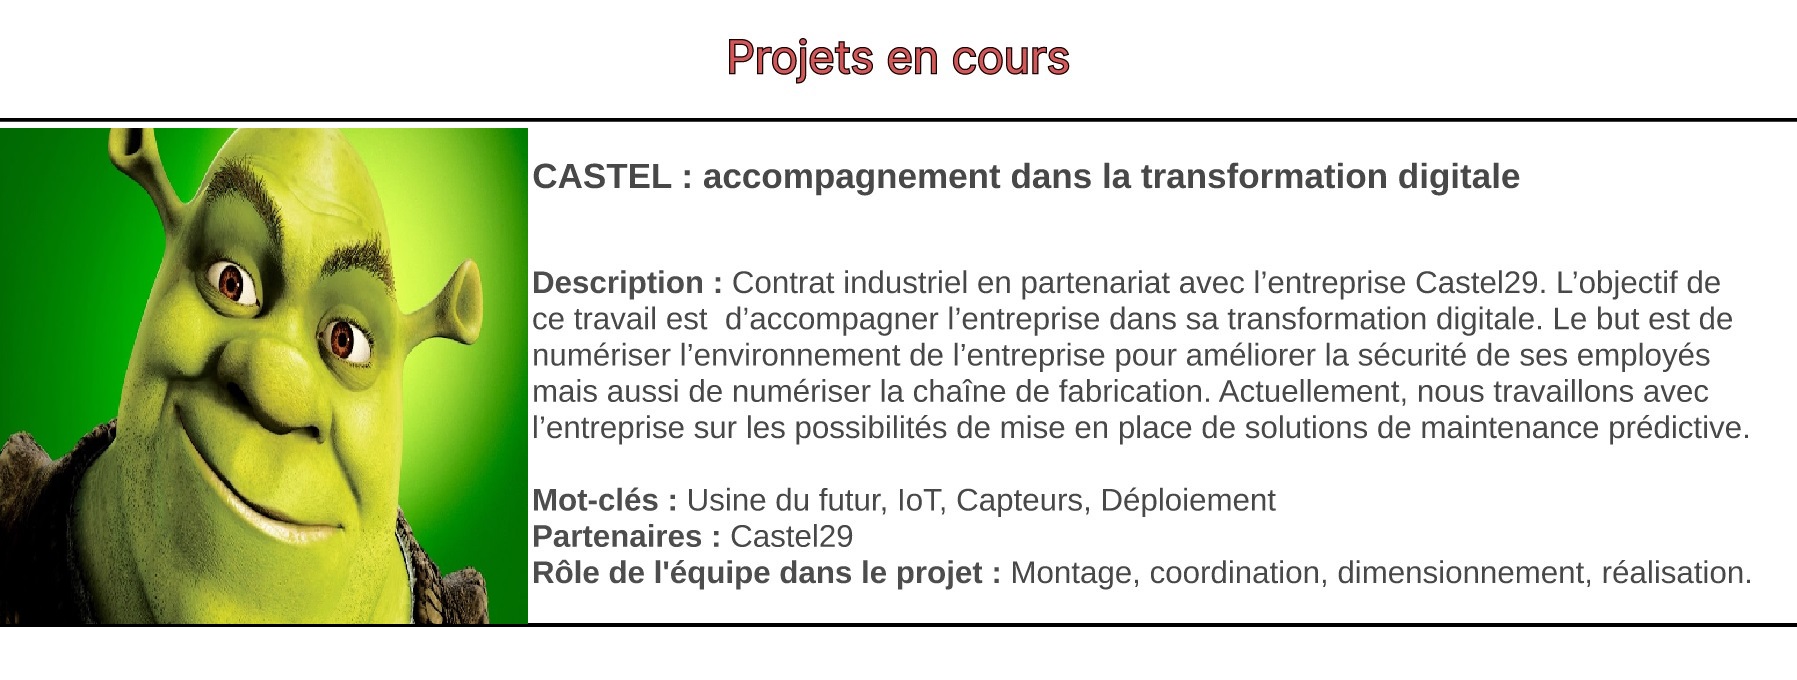 Projets en cours
CASTEL : accompagnement dans la transformation digitale
Description : Contrat industriel en partenariat avec l’entreprise Castel29. L’objectif de
ce travail est  d’accompagner l’entreprise dans sa transformation digitale. Le but est de
numériser l’environnement de l’entreprise pour améliorer la sécurité de ses employés
mais aussi de numériser la chaîne de fabrication. Actuellement, nous travaillons avec
l’entreprise sur les possibilités de mise en place de solutions de maintenance prédictive.
Mot-clés : Usine du futur, IoT, Capteurs, Déploiement
Partenaires : Castel29
Rôle de l'équipe dans le projet : Montage, coordination, dimensionnement, réalisation.